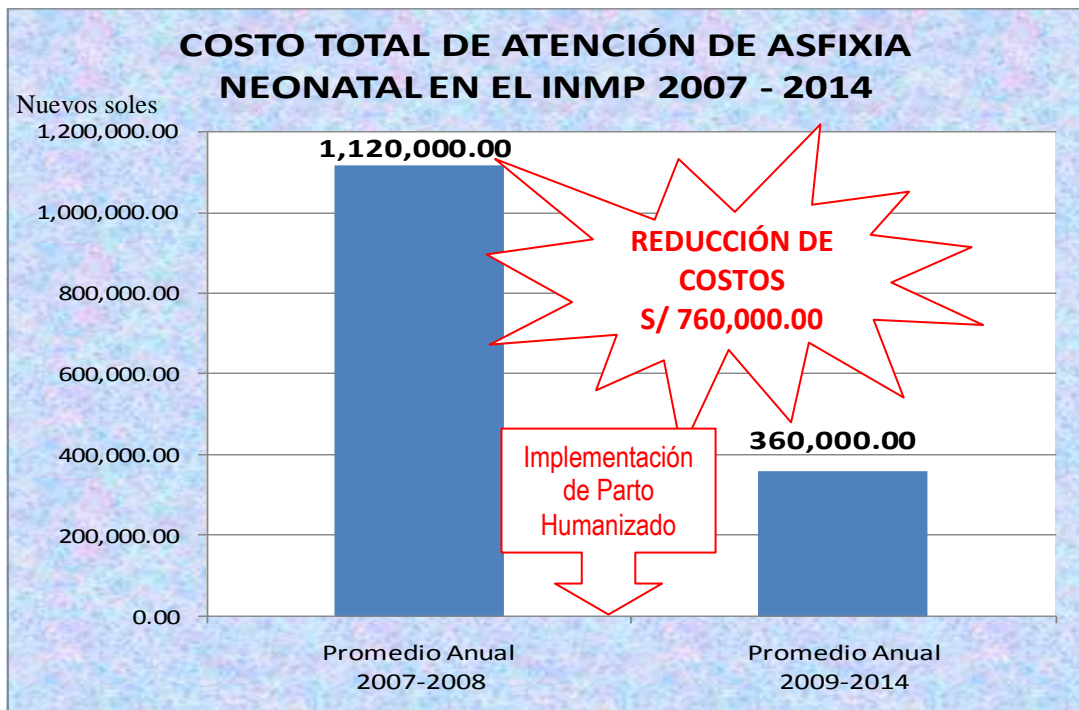 COSTO TOTAL DE ATENCIÓN DE ASFIXIA
NEONATAL EN EL INMP 2007 - 2014
Nuevos soles
1,200,000.00
1,000,000.00
800,000.00
600,000.00
400,000.00
200,000.00
0.00
1,120,000.00
REDUCCIÓN DE
COSTOS
S/ 760,000.00
360,000.00
Implementación
de Parto
Humanizado
Promedio Anual
2007-2008
Promedio Anual
2009-2014